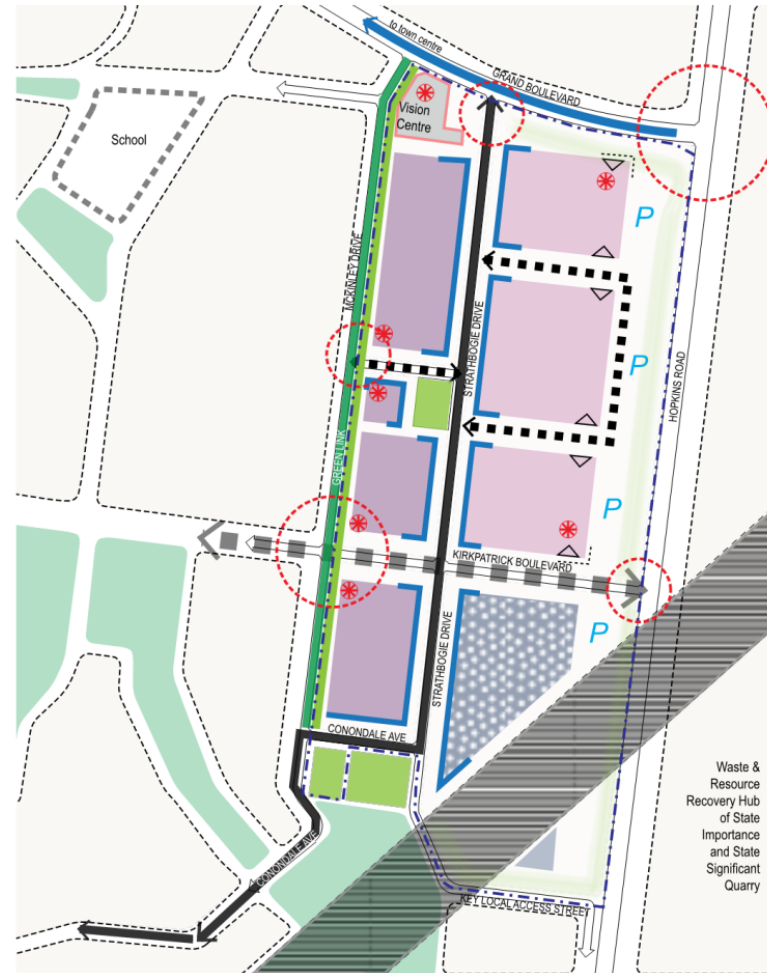 to town centre
GRAND BOULEVARD
Vision
Centre
School
P
MCKINLEY DRIVE
STRATHBOGIE DRIVE
P
HOPKINS ROAD
GREEN LINK
P
KIRKPATRICK BOULEVARD
P
STRATHBOGIE DRIVE
CONONDALE AVE
Waste &
Resource
Recovery Hub
of State
Importance
and State
Significant
Quarry
CONONDALE AVE
KEY LOCAL ACCESS STREET